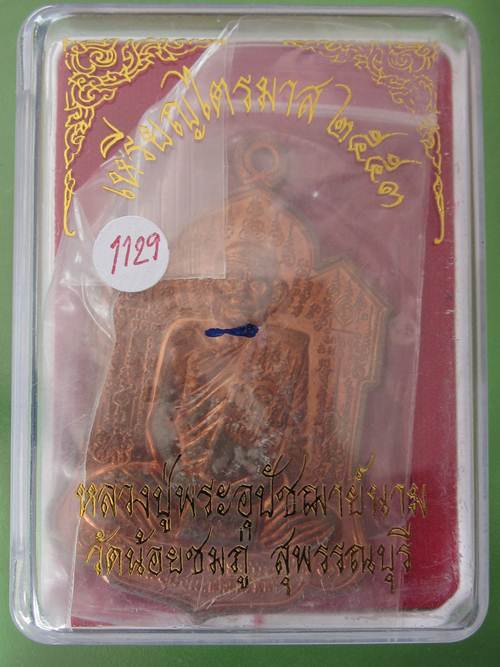 เหรียญไตรมาส ๒๕๕๓
1129
หลวงปู่พระอุปัชฌาย์นาม
วัดน้อยชมภู่ สุพรรณบุรี